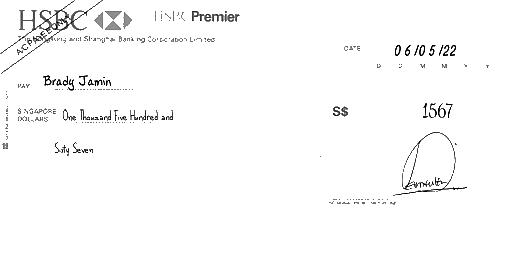 HSBC HSBC Premier
The Hongkong and Shanghai Banking Corporation Limited
A/C PAYEE ONLY
DATE 06/05/22
D D M M Y Y
PAY Brady Jamin
SINGAPORE DOLLARS One Thousand Five Hundred and
S$ 1567
Sixty Seven